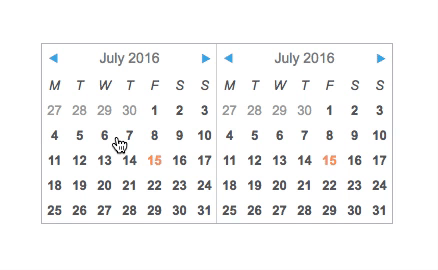 July 2016 July 2016
M T W T F S S M T W T F S S
27 28 29 30 1 2 3 27 28 29 30 1 2 3
4 5 6 7 8 9 10 4 5 6 7 8 9 10
11 12 13 14 15 16 17 11 12 13 14 15 16 17
18 19 20 21 22 23 24 18 19 20 21 22 23 24
25 26 27 28 29 30 31 25 26 27 28 29 30 31